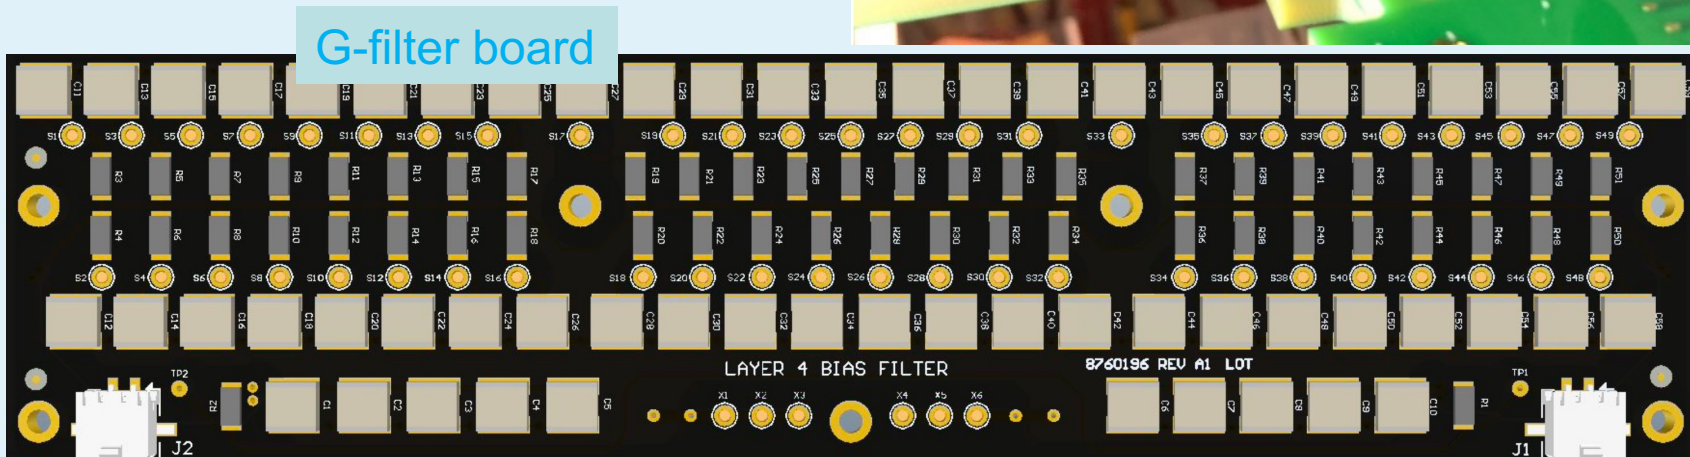 G-filter board
C11 C13 C15 C17 C19 C21 C23 C25 C27 C29 C31 C33 C35 C37 C39 C41 C43 C45 C47 C49 C51 C53 C55 C57
S1 S3 S5 S7 S9 S11 S13 S15 S17 S19 S21 S23 S25 S27 S29 S31 S33 S35 S37 S39 S41 S43 S45 S47 S49
R3 R5 R7 R9 R11 R13 R15 R17 R19 R21 R23 R25 R27 R29 R31 R33 R35 R37 R39 R41 R43 R45 R47 R49 R51
R4 R6 R8 R10 R12 R14 R16 R18 R20 R22 R24 R26 R28 R30 R32 R34 R36 R38 R40 R42 R44 R46 R48 R50
S2 S4 S6 S8 S10 S12 S14 S16 S18 S20 S22 S24 S26 S28 S30 S32 S34 S36 S38 S40 S42 S44 S46 S48
C12 C14 C16 C18 C20 C22 C24 C26 C28 C30 C32 C34 C36 C38 C40 C42 C44 C46 C48 C50 C52 C54 C56 C58
LAYER 4 BIAS FILTER 8760196 REV A1 LOT
TP2 TP1
R2 C1 C2 C3 C4 C5 X1 X2 X3 X4 X5 X6 C6 C7 C8 C9 C10 R1
J2 J1